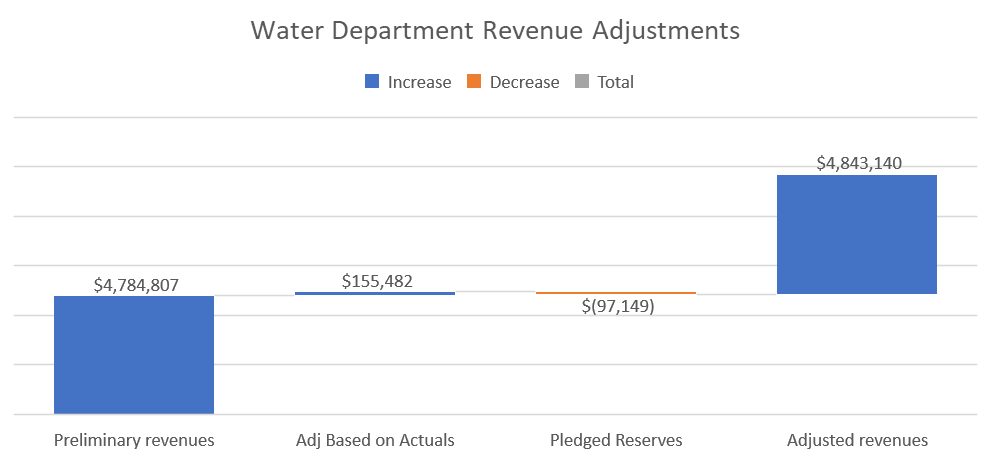 Water Department Revenue Adjustments
Increase Decrease Total
$4,843,140
$4,784,807
$155,482
$(97,149)
Preliminary revenues Adj Based on Actuals Pledged Reserves Adjusted revenues